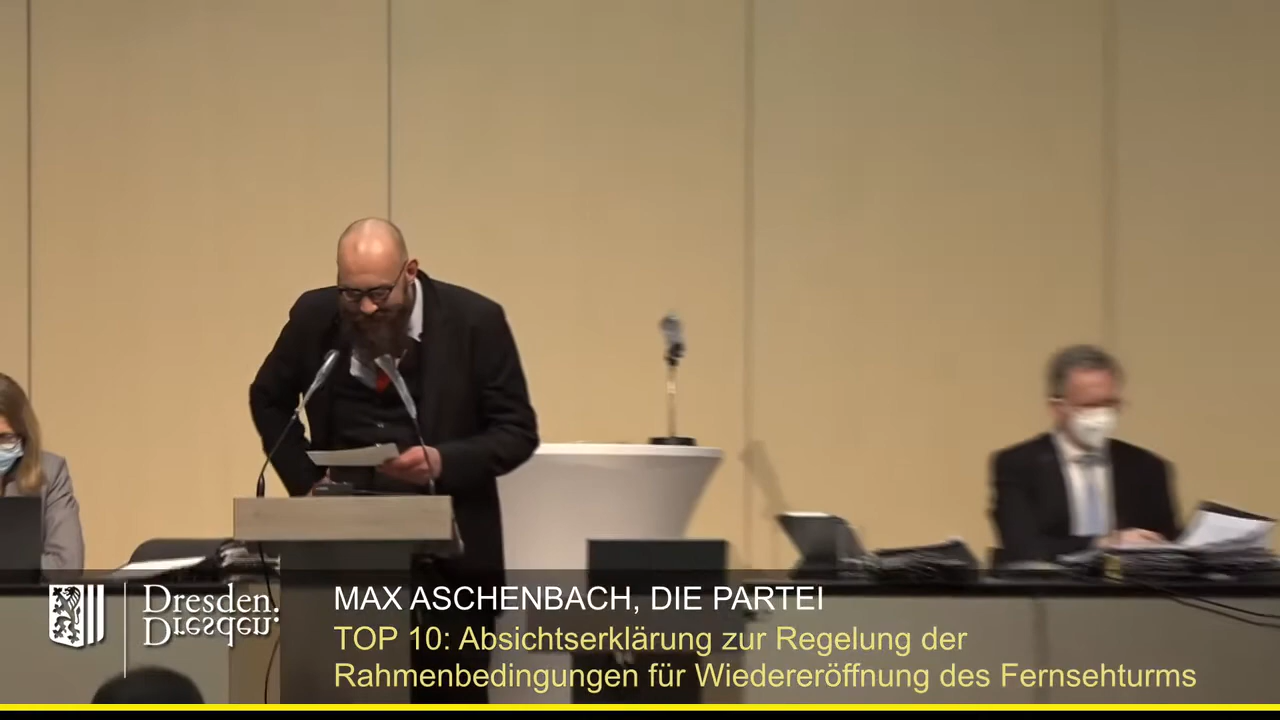 Dresden.
Dresden.
MAX ASCHENBACH, DIE PARTEI
TOP 10: Absichtserklärung zur Regelung der
Rahmenbedingungen für Wiedereröffnung des Fernsehturms